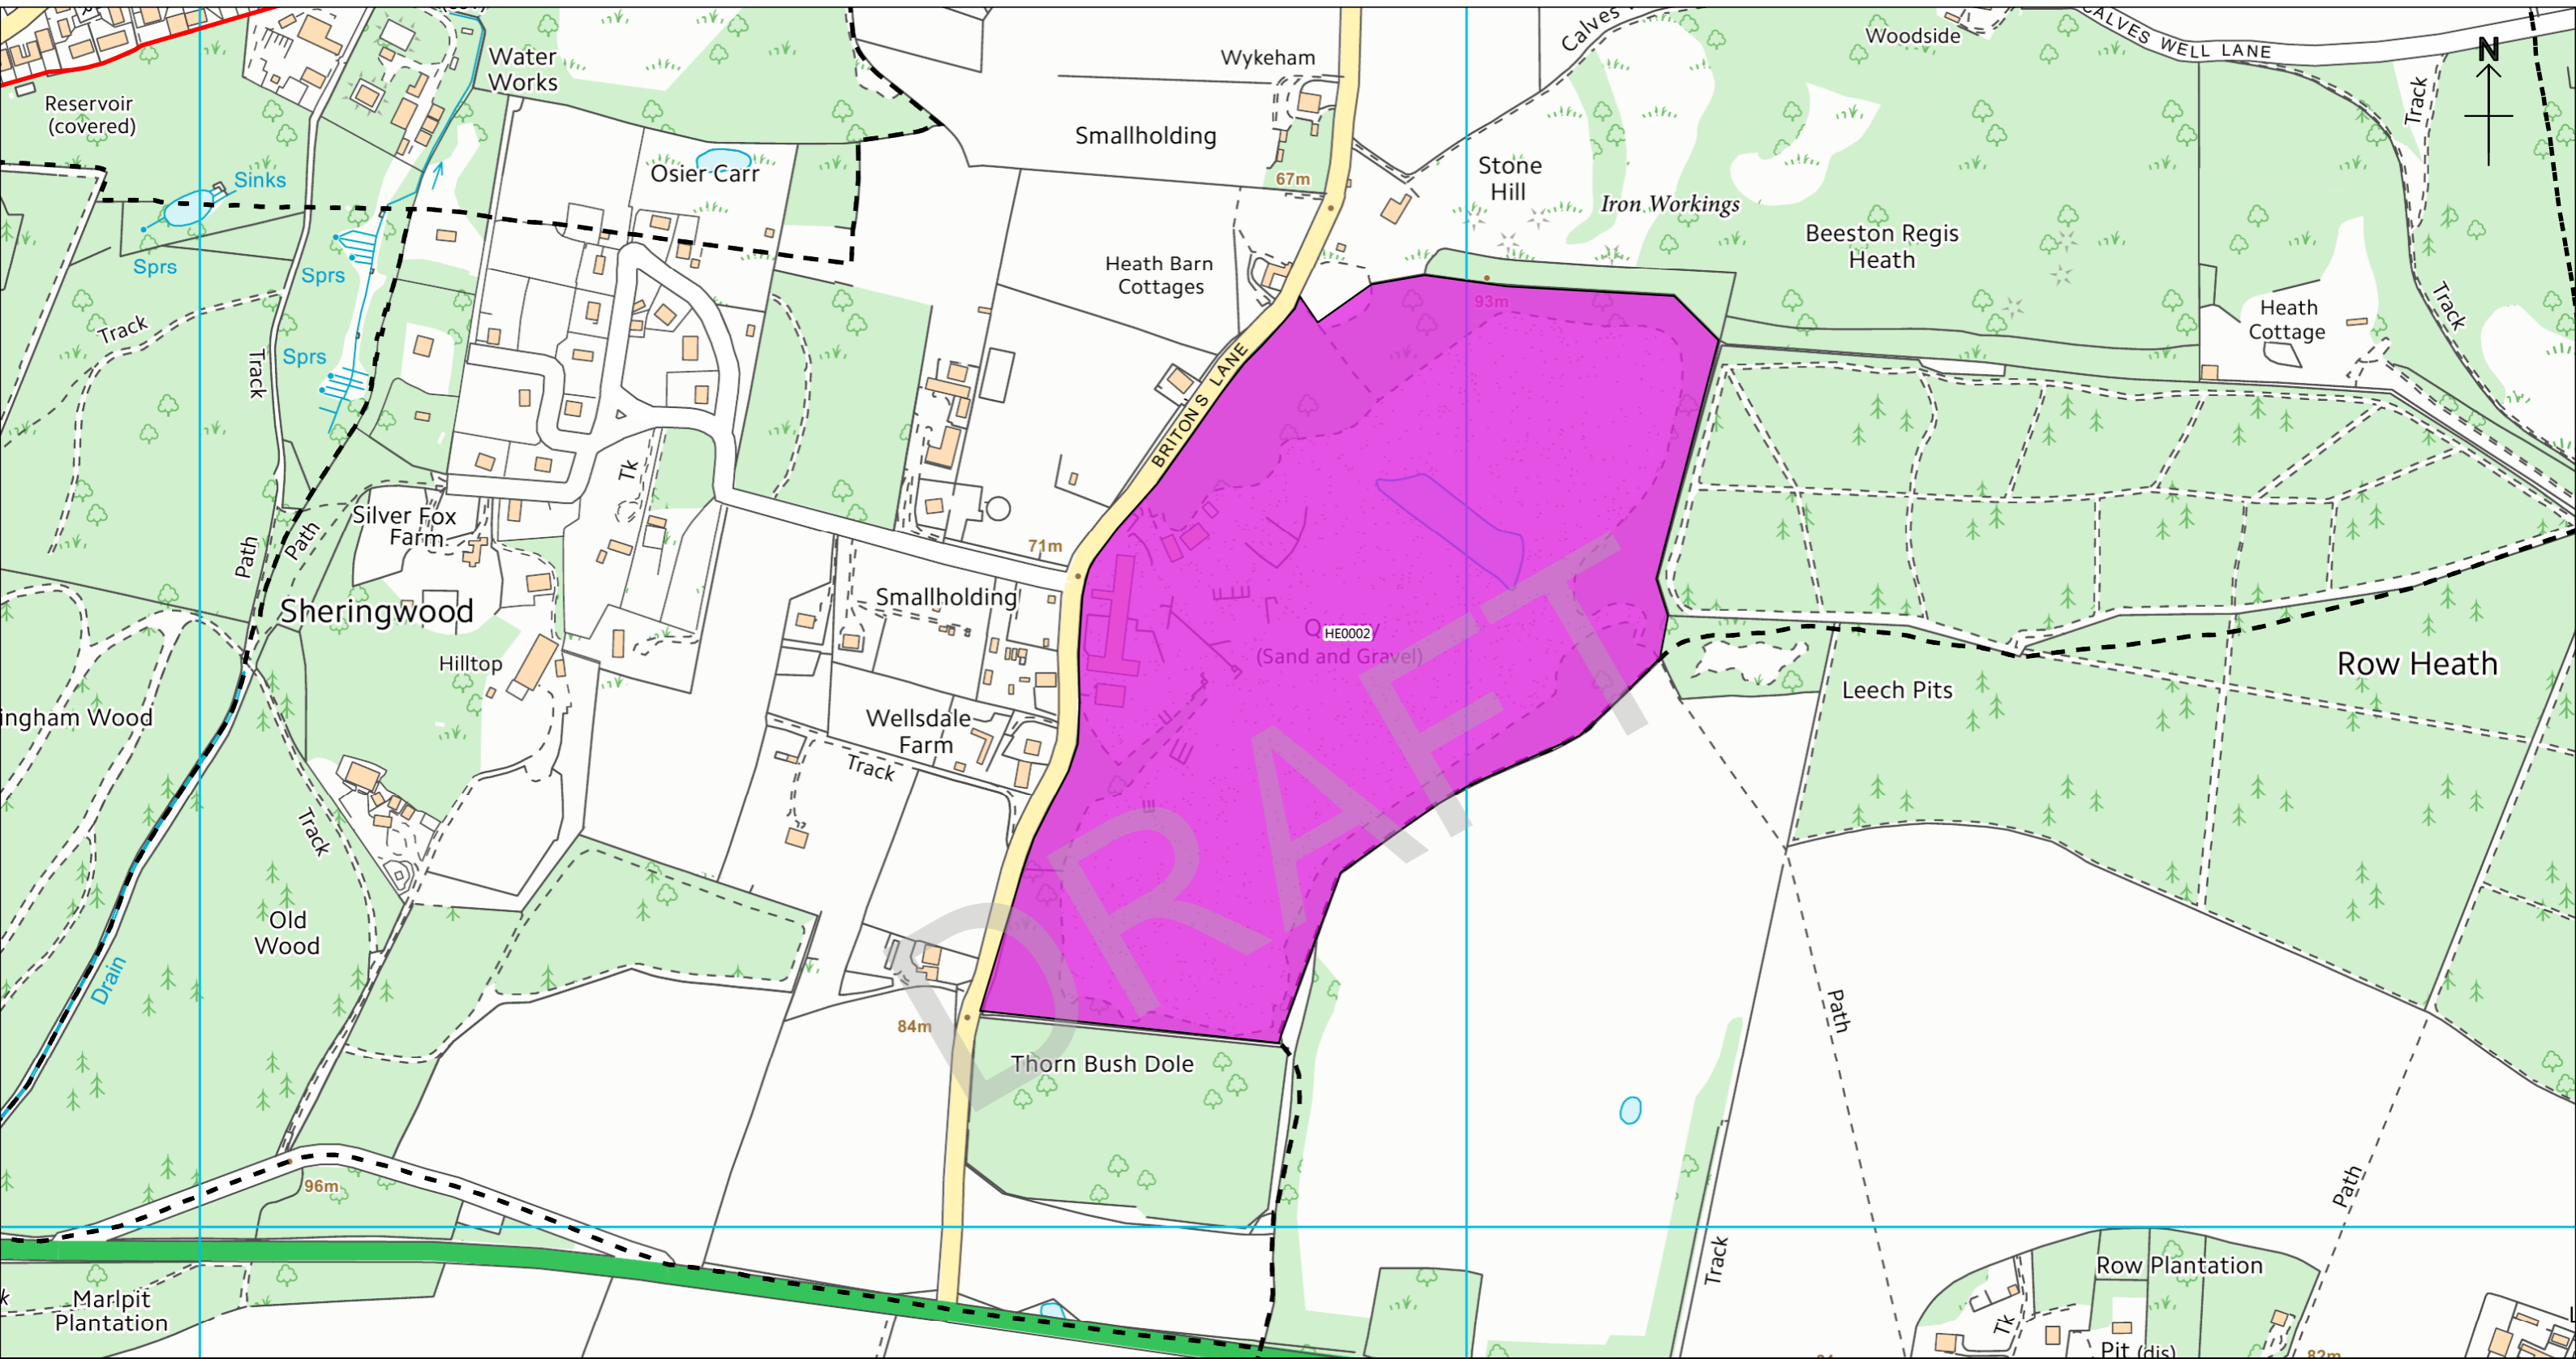 Water
Works
Reservoir
(covered)
Sinks
Sprs
Sprs
Sprs
Track
Track
Osier Carr
Wykeham
Smallholding
67m
Calves
Woodside
CALVES WELL LANE
Track
N
Stone
Hill
Iron Workings
Beeston Regis
Heath
Heath Barn
Cottages
93m
Heath
Cottage
Track
BRITON'S LANE
Tk
Silver Fox
Farm
Path
Path
71m
Sheringwood
Smallholding
HE0002
(Sand and Gravel)
Hilltop
Row Heath
Leech Pits
ingham Wood
Wellsdale
Farm
Track
Track
DRAFT
Old
Wood
Drain
84m
Thorn Bush Dole
Path
Path
96m
Track
Row Plantation
Marlpit
Plantation
Tk
Pit (dis)
82m